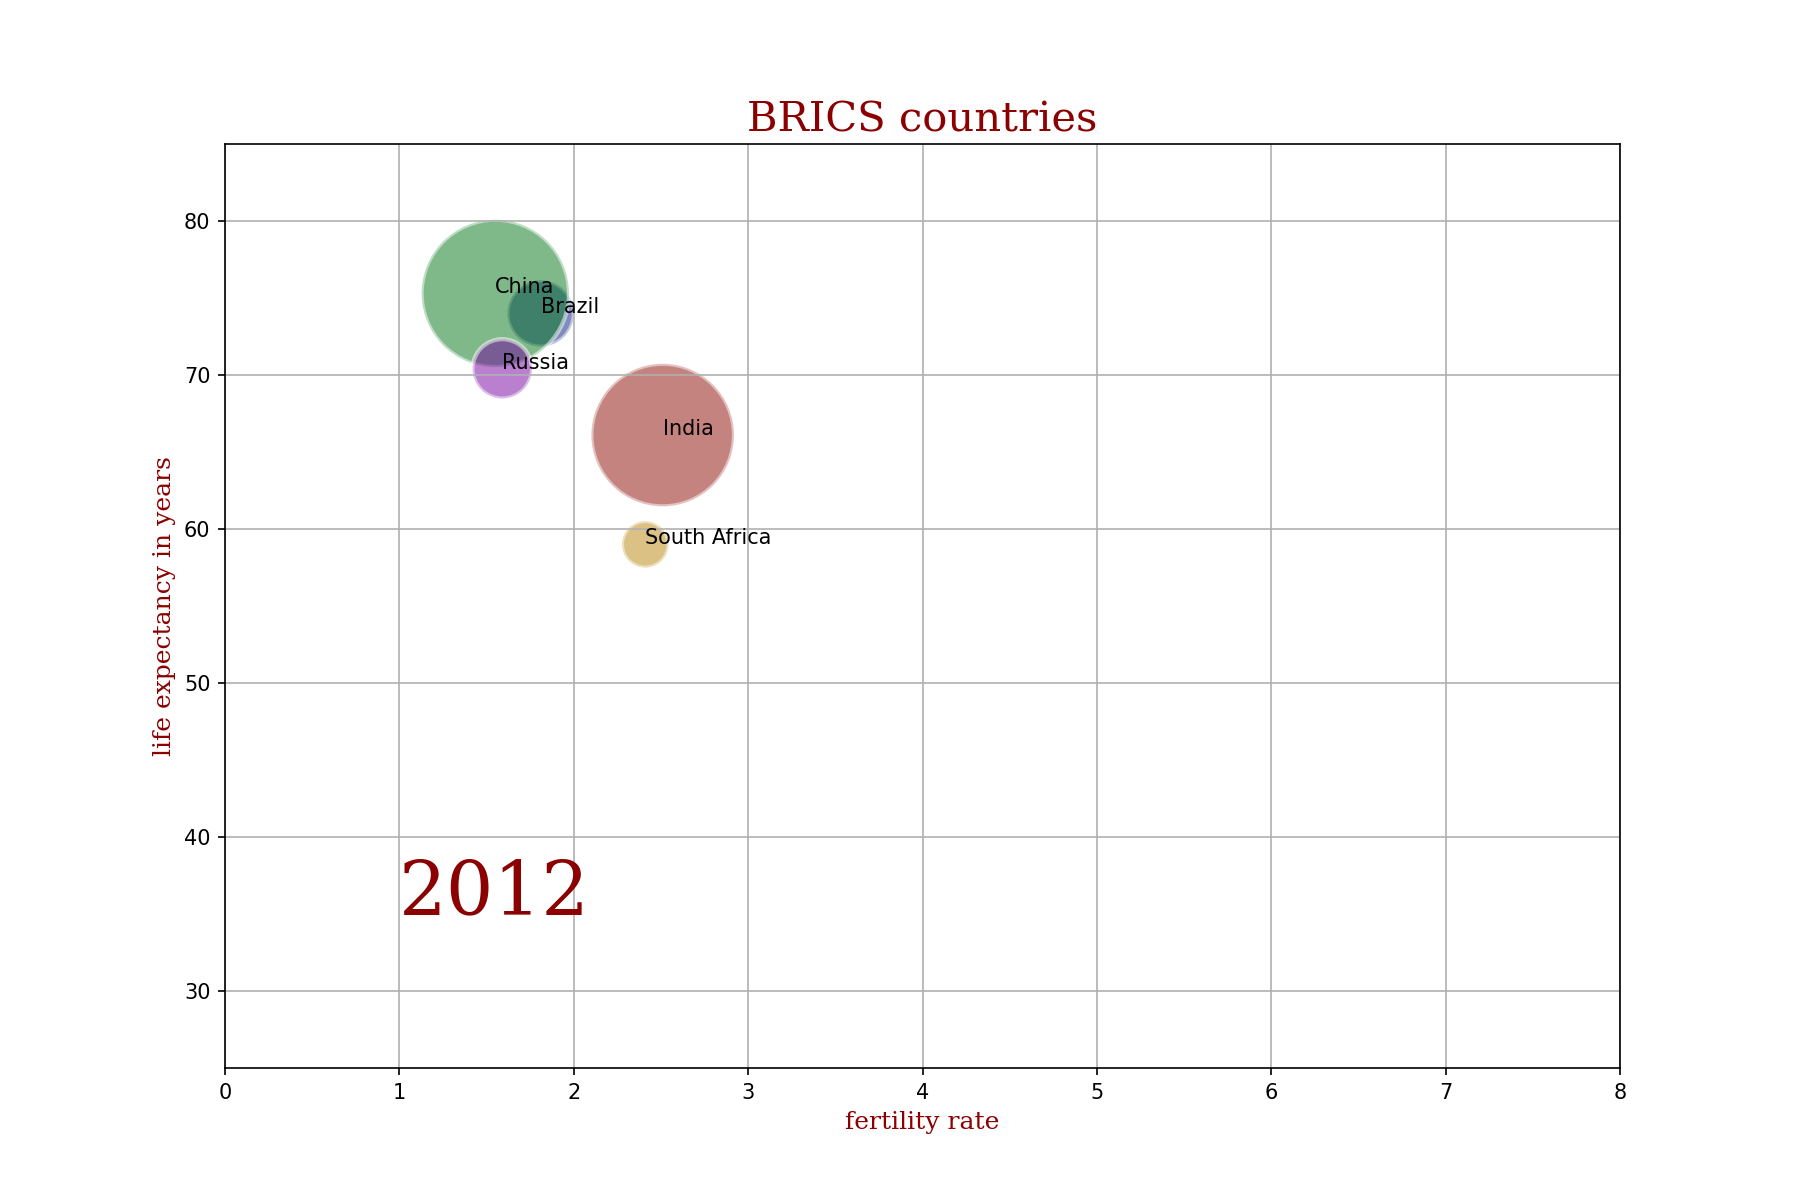 BRICS countries
80
70
60
50
40
30
life expectancy in years
China
Brazil
Russia
India
South Africa
2012
0 1 2 3 4 5 6 7 8
fertility rate